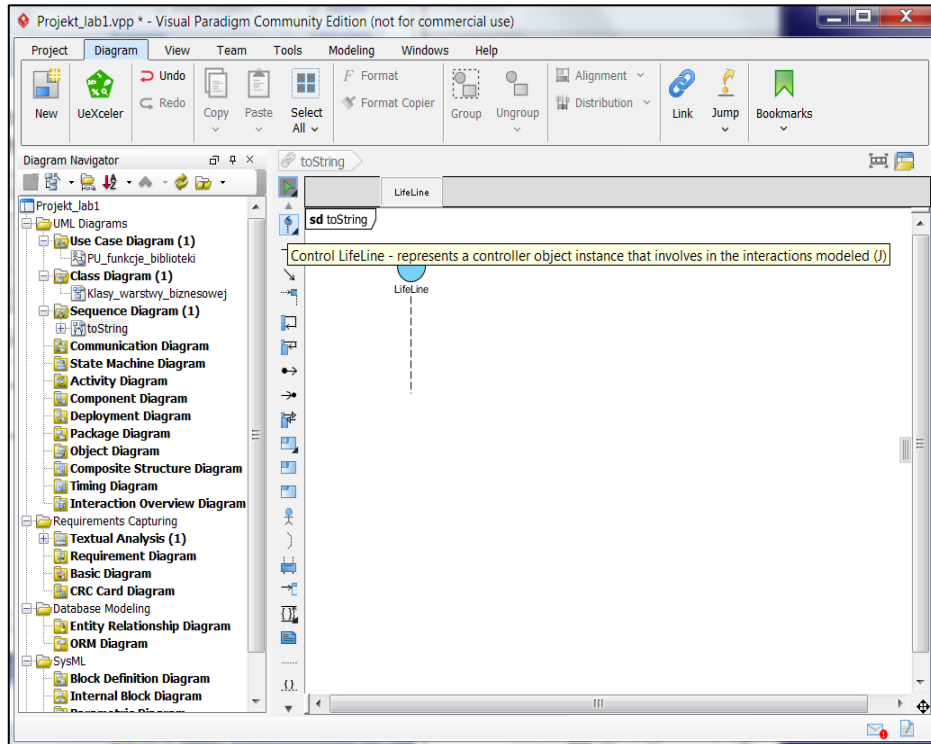 Projekt_lab1.vpp * - Visual Paradigm Community Edition (not for commercial use)
Project Diagram View Team Tools Modeling Windows Help
New
UeXceler
Undo
Redo
Copy
Paste
Select
All
F Format
Format Copier
Group
Ungroup
Alignment
Distribution
Link
Jump
Bookmarks
Diagram Navigator
toString
Projekt_lab1
UML Diagrams
Use Case Diagram (1)
PU_funkcje_biblioteki
Class Diagram (1)
Klasy_warstwy_biznesowej
Sequence Diagram (1)
toString
Communication Diagram
State Machine Diagram
Activity Diagram
Component Diagram
Deployment Diagram
Package Diagram
Object Diagram
Composite Structure Diagram
Timing Diagram
Interaction Overview Diagram
Requirements Capturing
Textual Analysis (1)
Requirement Diagram
Basic Diagram
CRC Card Diagram
Database Modeling
Entity Relationship Diagram
ORM Diagram
SysML
Block Definition Diagram
Internal Block Diagram
LifeLine
sd toString
Control LifeLine - represents a controller object instance that involves in the interactions modeled (J)
LifeLine